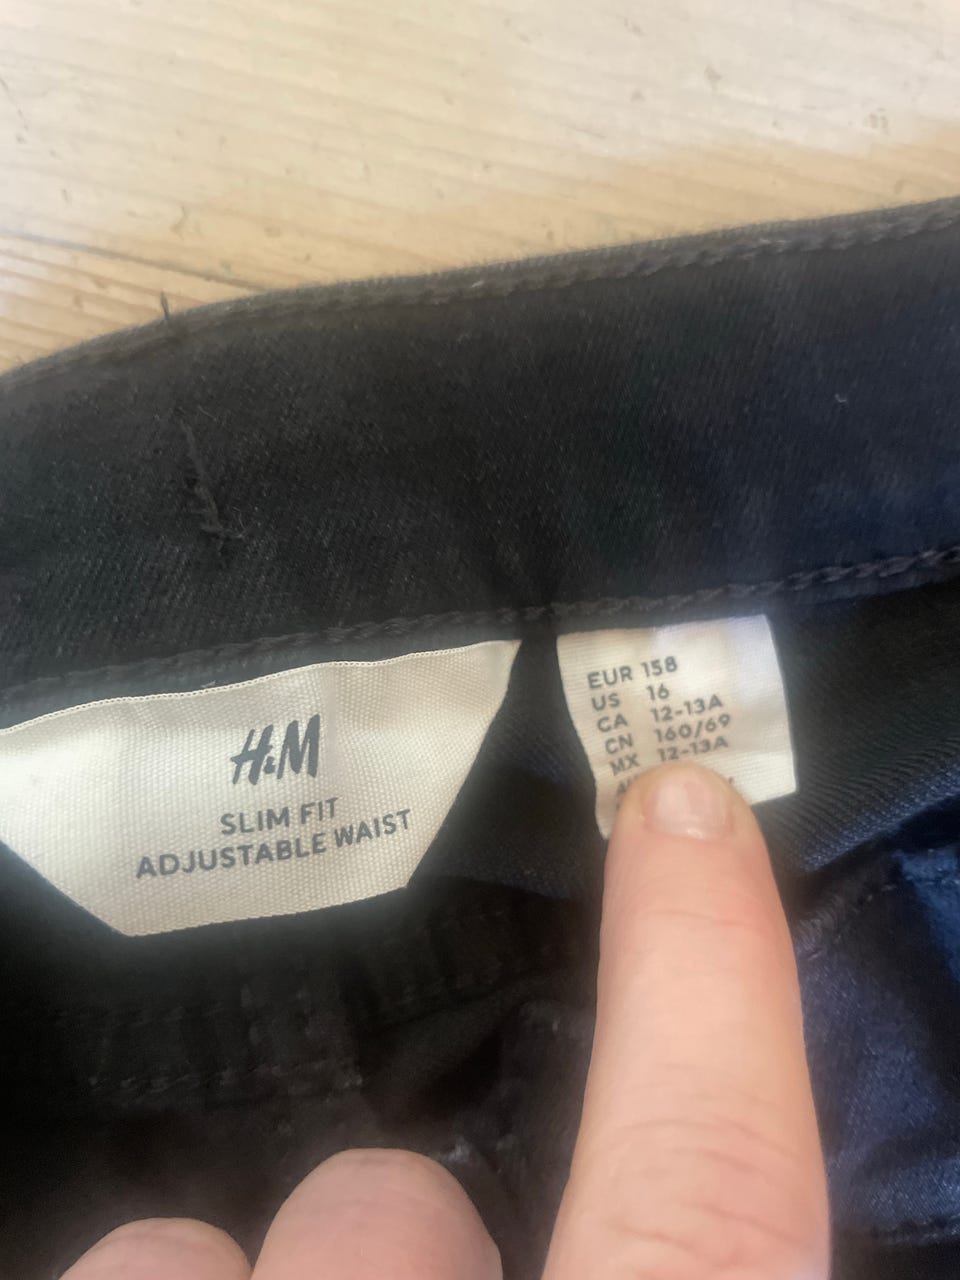 H&M
SLIM FIT
ADJUSTABLE WAIST
EUR 158
US 16
CA 12-13A
CN 160/69
MX 12-13A